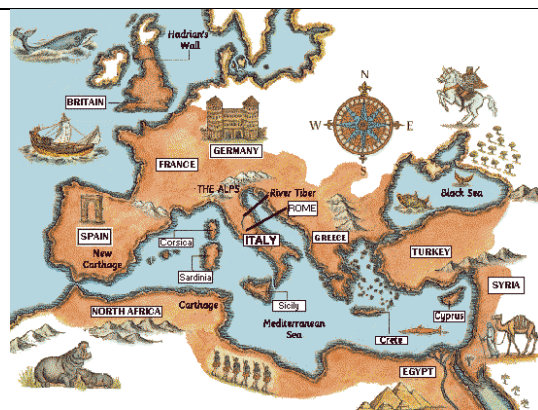 Hadrian's
Wall
BRITAIN
N
W
E
S
GERMANY
FRANCE
THE ALPS
River Tiber
ROME
Black Sea
SPAIN
Corsica
ITALY
GREECE
TURKEY
New
Carthage
Sardinia
SYRIA
NORTH AFRICA
Carthage
Sicily
Cyprus
Mediterranean
Sea
Crete
EGYPT